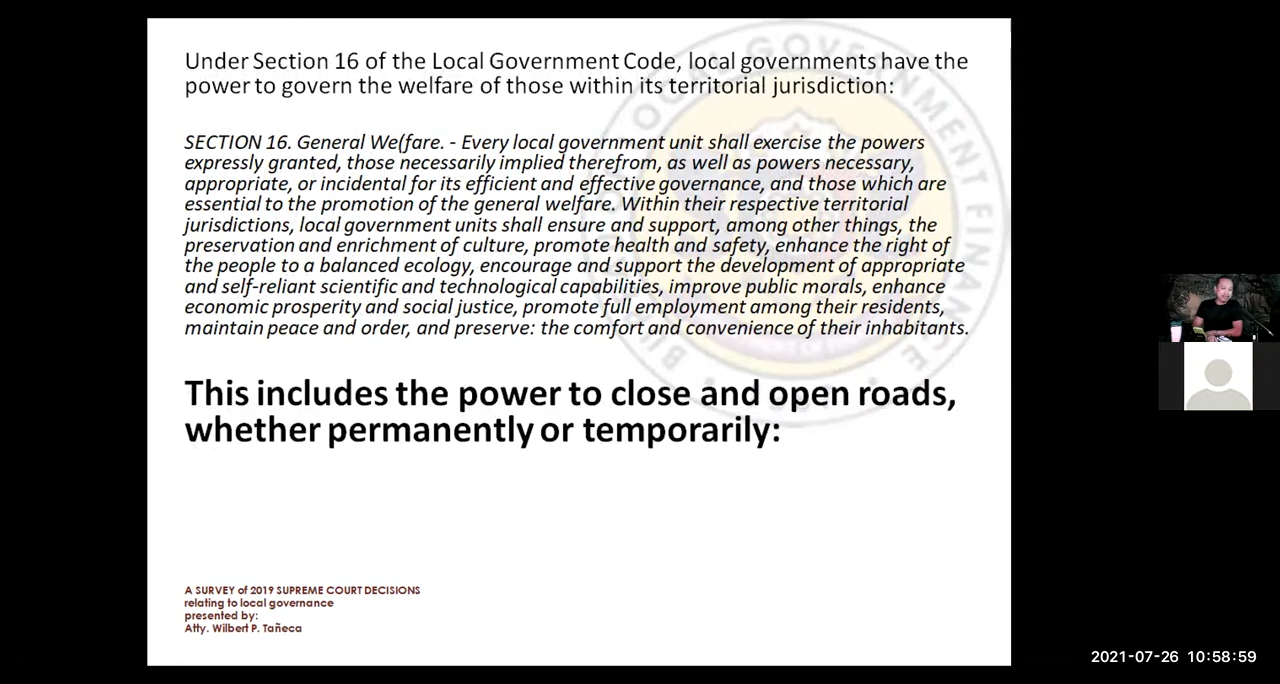 Under Section 16 of the Local Government Code, local governments have the
power to govern the welfare of those within its territorial jurisdiction:
SECTION 16. General We(fare. - Every local government unit shall exercise the powers
expressly granted, those necessarily implied therefrom, as well as powers necessary,
appropriate, or incidental for its efficient and effective governance, and those which are
essential to the promotion of the general welfare. Within their respective territorial
jurisdictions, local government units shall ensure and support, among other things, the
preservation and enrichment of culture, promote health and safety, enhance the right of
the people to a balanced ecology, encourage and support the development of appropriate
and self-reliant scientific and technological capabilities, improve public morals, enhance
economic prosperity and social justice, promote full employment among their residents,
maintain peace and order, and preserve: the comfort and convenience of their inhabitants.
This includes the power to close and open roads,
whether permanently or temporarily:
A SURVEY of 2019 SUPREME COURT DECISIONS
relating to local governance
presented by:
Atty. Wilbert P. Tañeca
2021-07-26 10:58:59